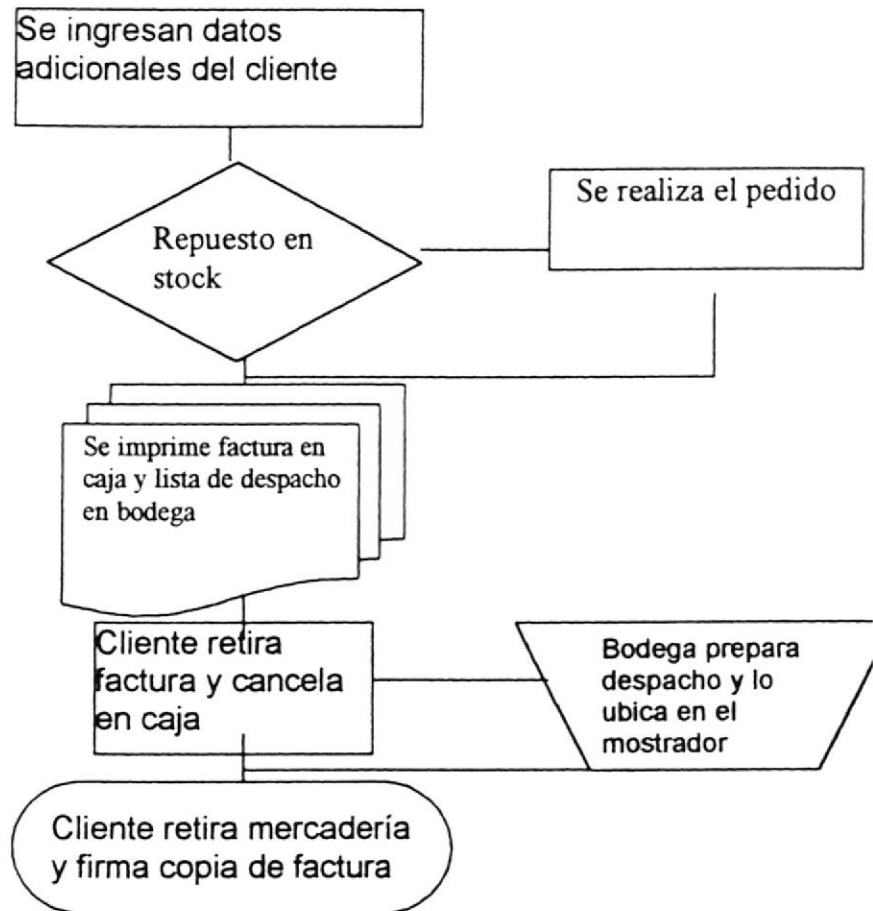 Se ingresan datos
adicionales del cliente
Se realiza el pedido
Repuesto en
stock
Se imprime factura en
caja y lista de despacho
en bodega
Cliente retira
factura y cancela
en caja
Bodega prepara
despacho y lo
ubica en el
mostrador
Cliente retira mercadería
y firma copia de factura